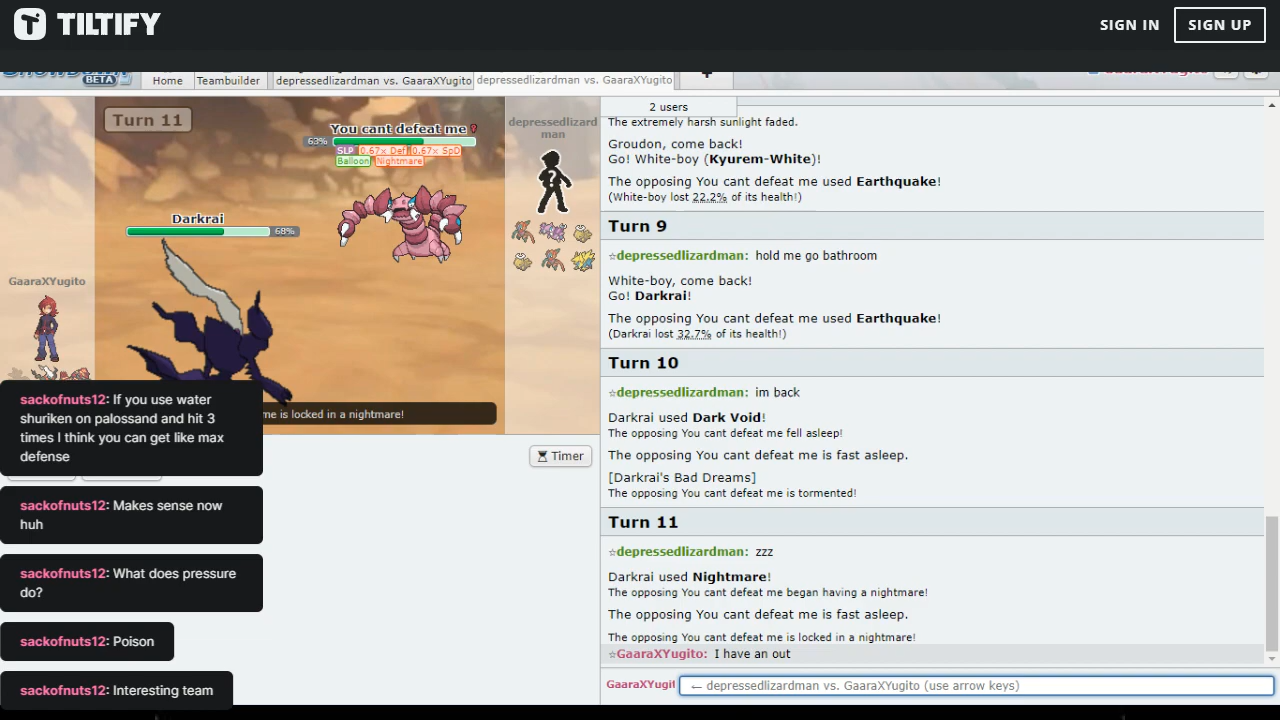 TILTIFY
SIGN IN
SIGN UP
BETA
Home
Teambuilder
depressedlizardman vs. GaaraXYugito
depressedlizardman vs. GaaraXYugito
Turn 11
You cant defeat me
63%
SLP 0.67× Def 0.67× SpD
Balloon Nightmare
Darkrai
68%
GaaraXYugito
depressedlizard
man
me is locked in a nightmare!
Timer
sackofnuts12: If you use water
shuriken on palossand and hit 3
times I think you can get like max
defense
sackofnuts12: Makes sense now
huh
sackofnuts12: What does pressure
do?
sackofnuts12: Poison
sackofnuts12: Interesting team
2 users
The extremely harsh sunlight faded.
Groudon, come back!
Go! White-boy (Kyurem-White)!
The opposing You cant defeat me used Earthquake!
(White-boy lost 22.2% of its health!)
Turn 9
☆depressedlizardman: hold me go bathroom
White-boy, come back!
Go! Darkrai!
The opposing You cant defeat me used Earthquake!
(Darkrai lost 32.7% of its health!)
Turn 10
☆depressedlizardman: im back
Darkrai used Dark Void!
The opposing You cant defeat me fell asleep!
The opposing You cant defeat me is fast asleep.
[Darkrai's Bad Dreams]
The opposing You cant defeat me is tormented!
Turn 11
☆depressedlizardman: zzz
Darkrai used Nightmare!
The opposing You cant defeat me began having a nightmare!
The opposing You cant defeat me is fast asleep.
The opposing You cant defeat me is locked in a nightmare!
☆GaaraXYugito: I have an out
GaaraXYugit
← depressedlizardman vs. GaaraXYugito (use arrow keys)